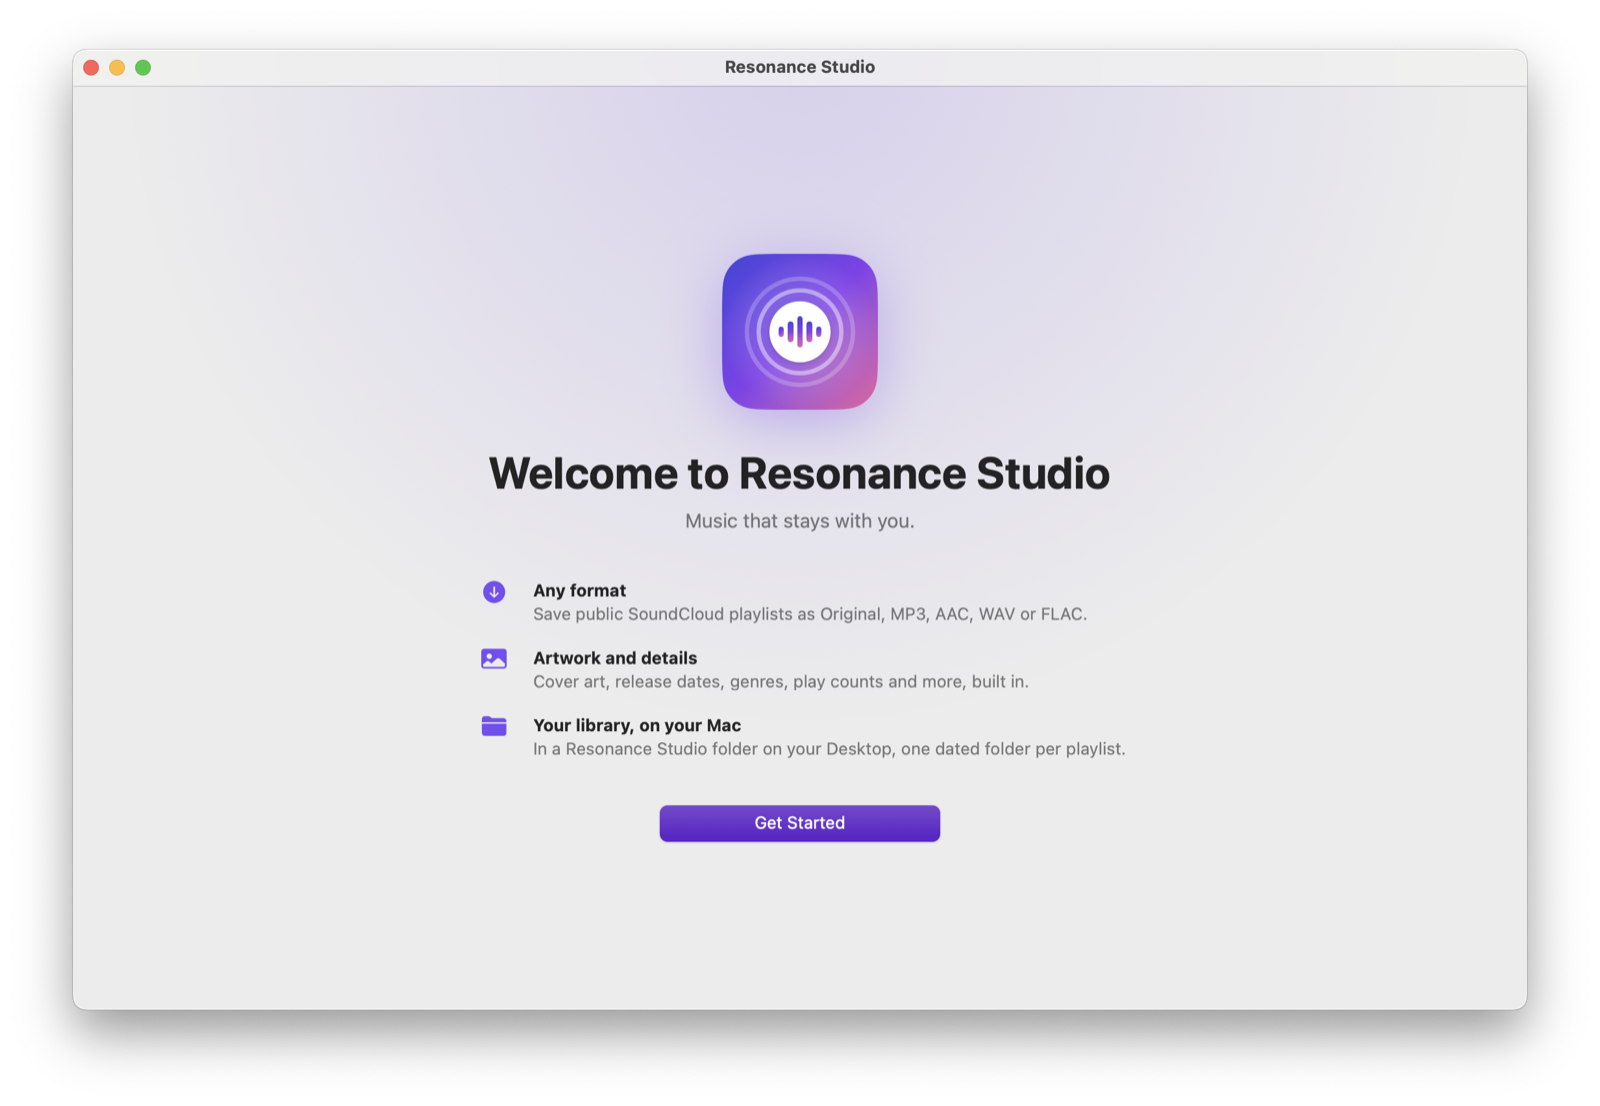 Resonance Studio
Welcome to Resonance Studio
Music that stays with you.
Any format
Save public SoundCloud playlists as Original, MP3, AAC, WAV or FLAC.
Artwork and details
Cover art, release dates, genres, play counts and more, built in.
Your library, on your Mac
In a Resonance Studio folder on your Desktop, one dated folder per playlist.
Get Started